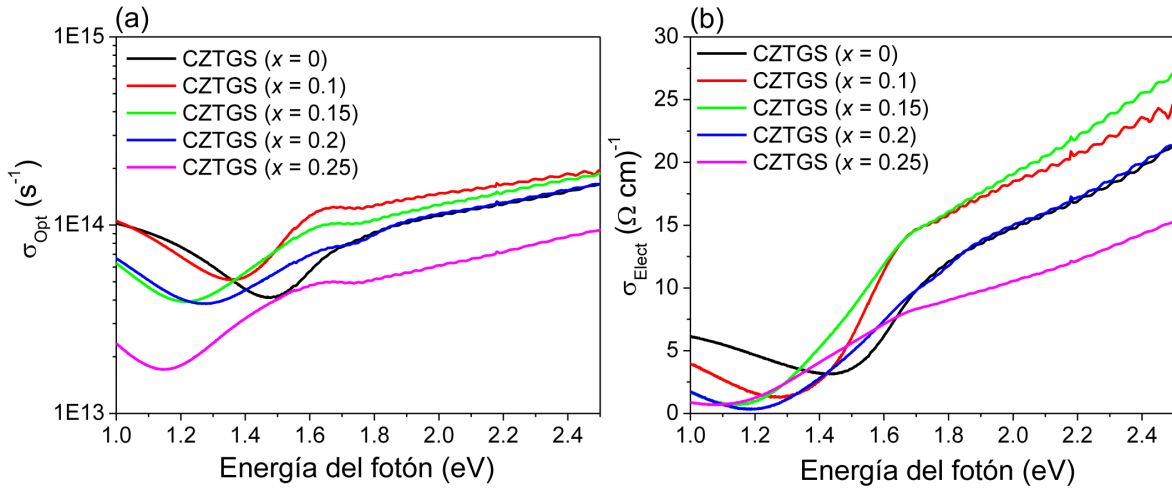 (a)
1E15
1E14
1E13
σOpt (s⁻¹)
CZTGS (x = 0)
CZTGS (x = 0.1)
CZTGS (x = 0.15)
CZTGS (x = 0.2)
CZTGS (x = 0.25)
1.0 1.2 1.4 1.6 1.8 2.0 2.2 2.4
Energía del fotón (eV)
(b)
30
25
20
15
10
5
0
σElect (Ω cm)⁻¹
CZTGS (x = 0)
CZTGS (x = 0.1)
CZTGS (x = 0.15)
CZTGS (x = 0.2)
CZTGS (x = 0.25)
1.0 1.2 1.4 1.6 1.8 2.0 2.2 2.4
Energía del fotón (eV)